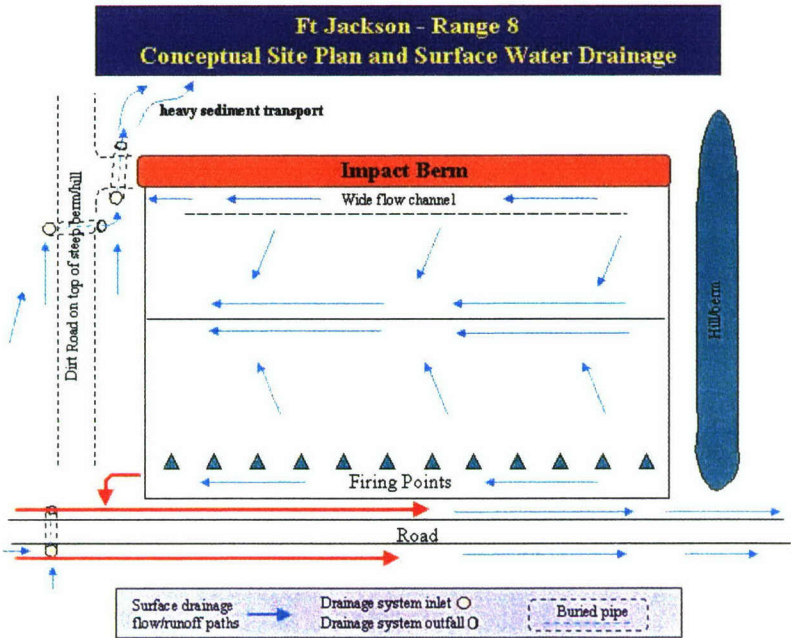 Ft Jackson - Range 8
Conceptual Site Plan and Surface Water Drainage
heavy sediment transport
Impact Berm
Wide flow channel
Dirt Road on top of steep berm/fill
Hill/berm
Firing Points
Road
Surface drainage
flow/runoff paths
Drainage system inlet
Drainage system outfall
Buried pipe